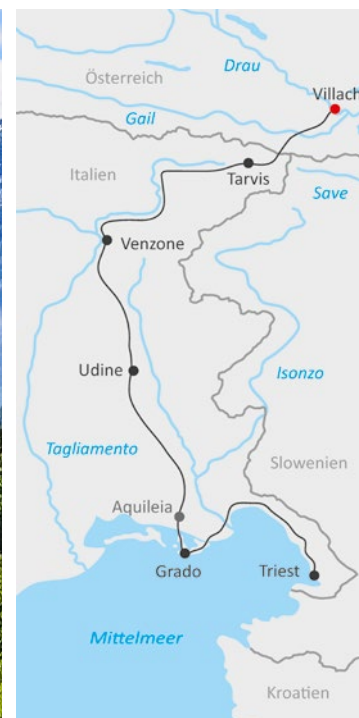 Österreich
Drau
Villach
Gail
Italien
Tarvis
Save
Venzone
Udine
Isonzo
Tagliamento
Slowenien
Aquileia
Grado
Triest
Mittelmeer
Kroatien